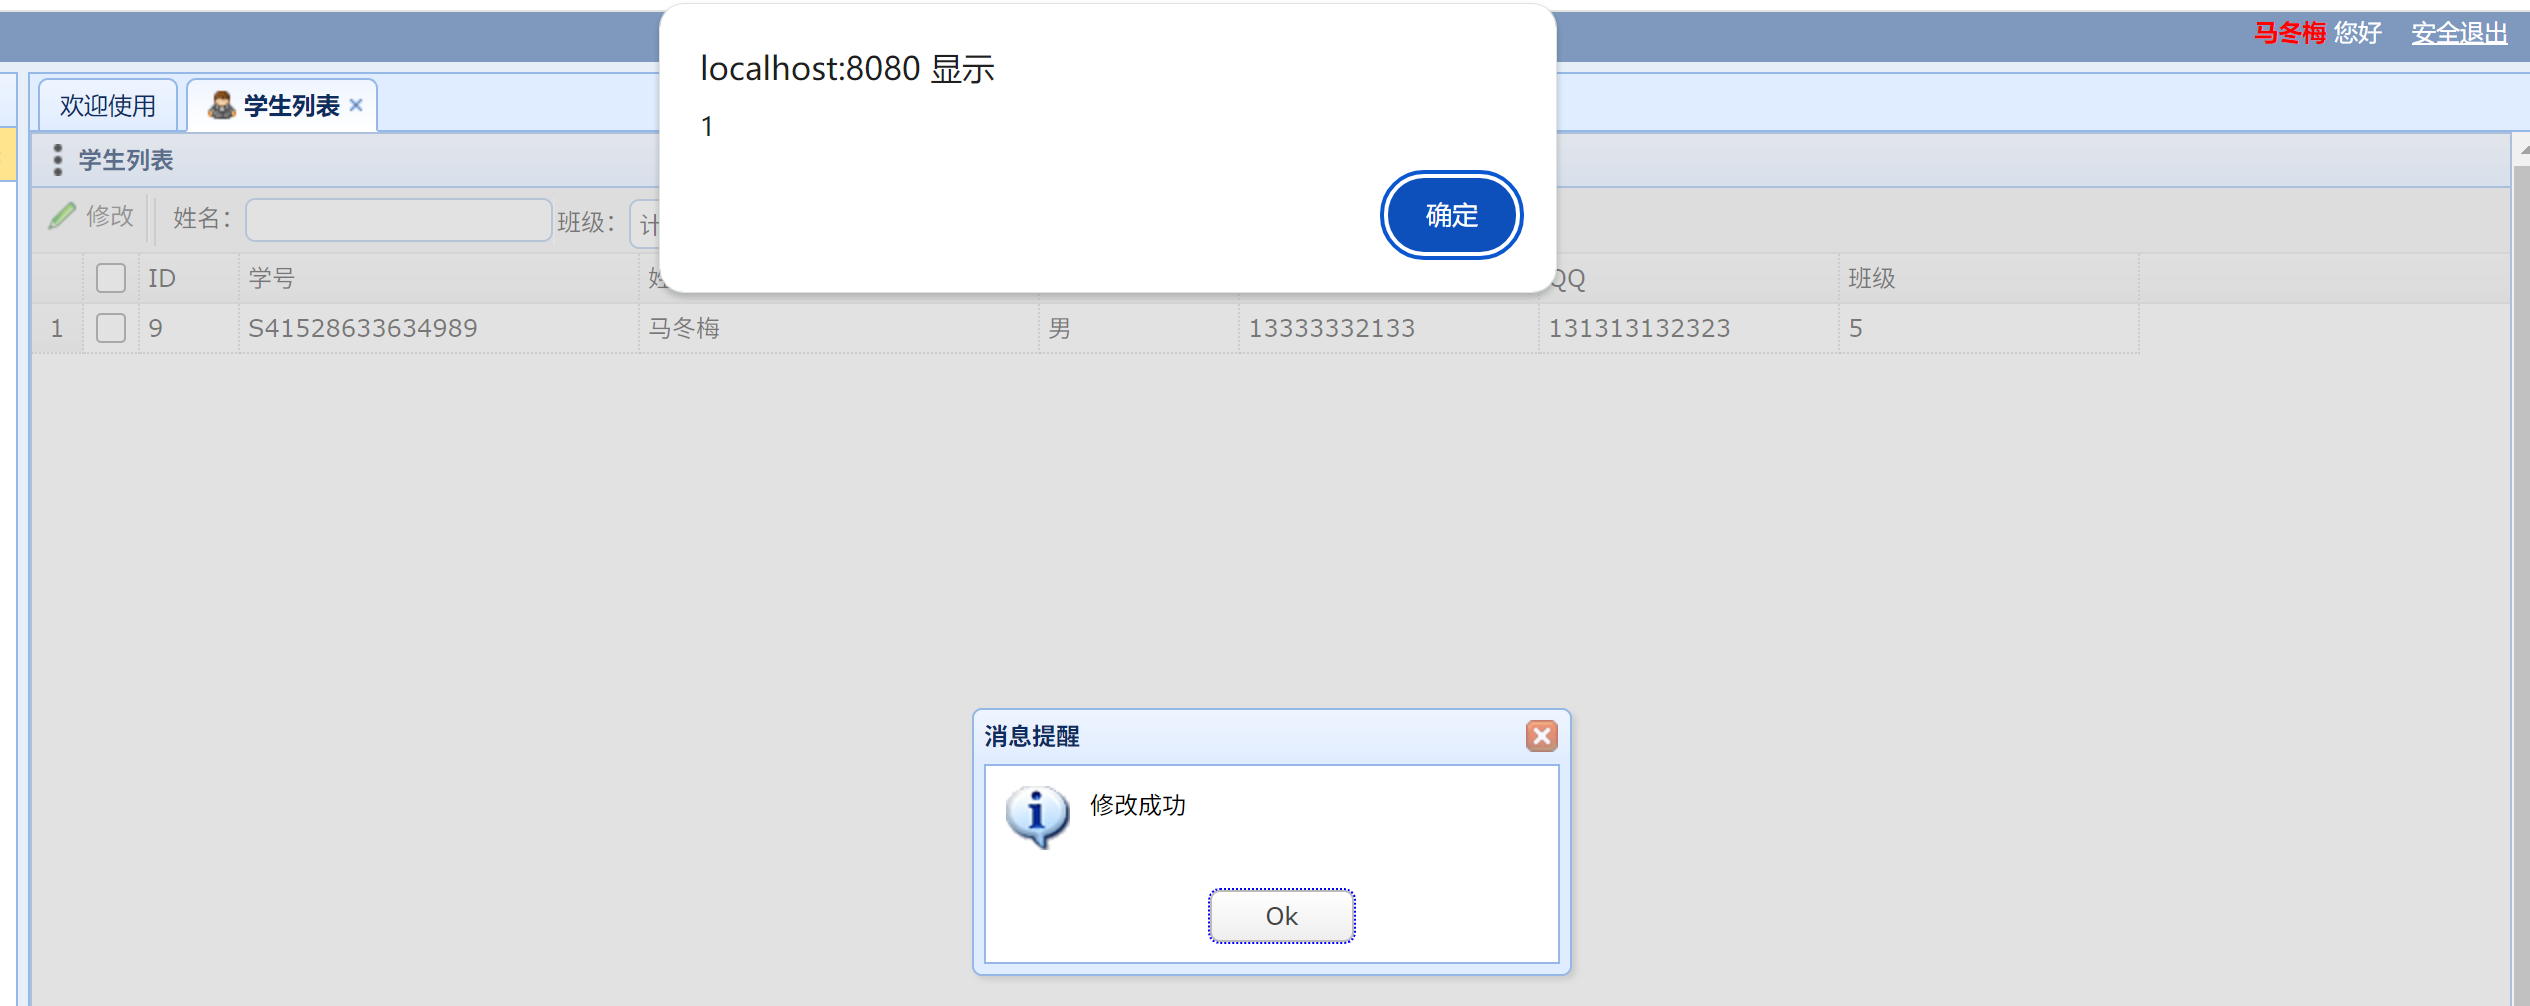 马冬梅 您好 安全退出
localhost:8080 显示
1
确定
欢迎使用 学生列表
学生列表
修改 姓名： 班级： 计
ID 学号 QQ 班级
1 9 S41528633634989 马冬梅 男 13333332133 131313132323 5
消息提醒
修改成功
Ok